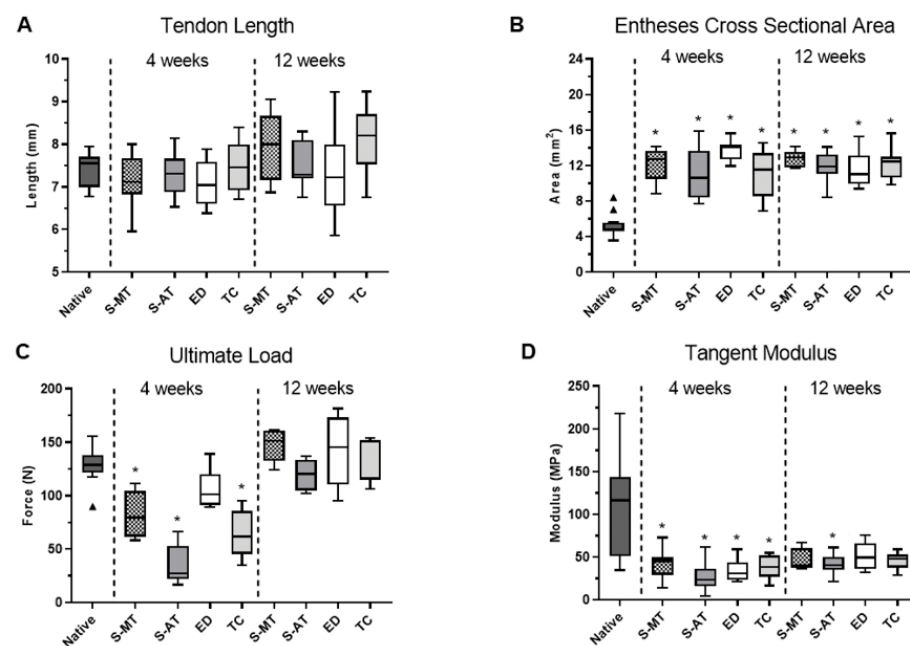 A
Tendon Length
4 weeks
12 weeks
Length (mm)
10
9
8
7
6
5
Native
S-MT
S-AT
ED
TC
S-MT
S-AT
ED
TC
B
Entheses Cross Sectional Area
4 weeks
12 weeks
Area (mm²)
24
20
16
12
8
4
0
* * * * * * * *
Native
S-MT
S-AT
ED
TC
S-MT
S-AT
ED
TC
C
Ultimate Load
4 weeks
12 weeks
Force (N)
200
150
100
50
0
* * *
Native
S-MT
S-AT
ED
TC
S-MT
S-AT
ED
TC
D
Tangent Modulus
4 weeks
12 weeks
Modulus (MPa)
250
200
150
100
50
0
* * * * *
Native
S-MT
S-AT
ED
TC
S-MT
S-AT
ED
TC